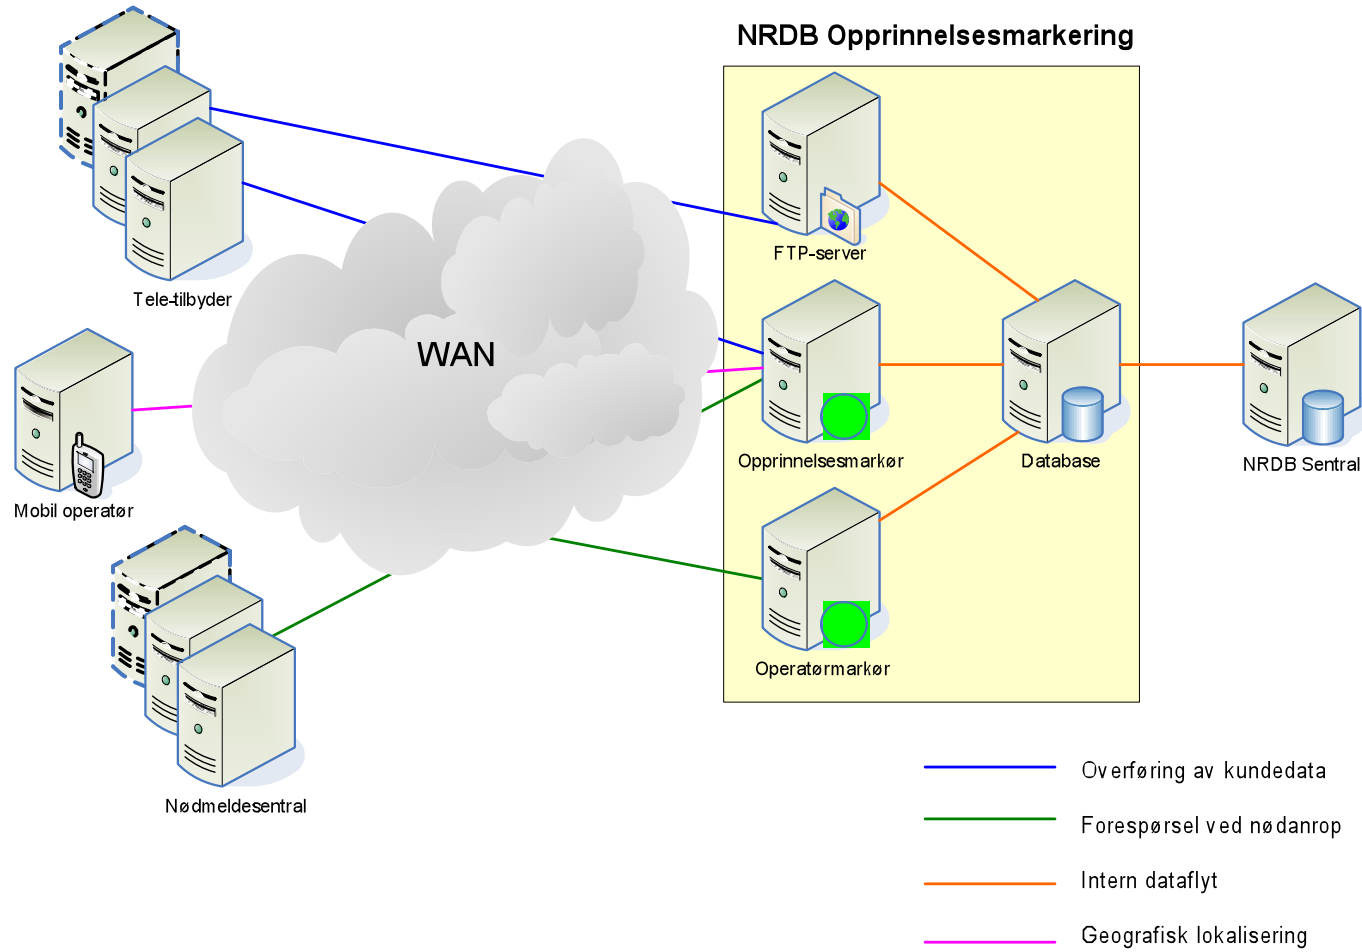 NRDB Opprinnelsesmarkering
FTP-server
Tele-tilbyder
WAN
Opprinnelsesmarkør
Database
NRDB Sentral
Mobil operatør
Operatørmarkør
Nødmeldesentral
Overføring av kundedata
Forespørsel ved nødanrop
Intern dataflyt
Geografisk lokalisering